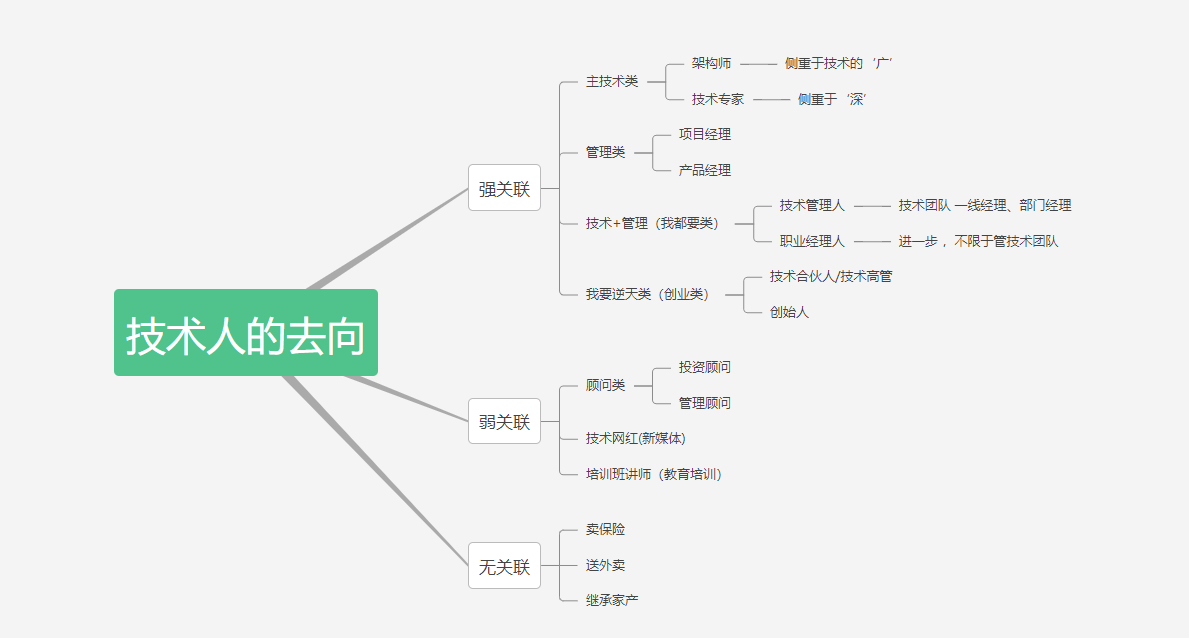 技术人的去向
强关联
主技术类
架构师
侧重于技术的‘广’
技术专家
侧重于‘深’
管理类
项目经理
产品经理
技术+管理（我都要类）
技术管理人
技术团队 一线经理、部门经理
职业经理人
进一步，不限于管技术团队
我要逆天类（创业类）
技术合伙人/技术高管
创始人
弱关联
顾问类
投资顾问
管理顾问
技术网红(新媒体)
培训班讲师（教育培训）
无关联
卖保险
送外卖
继承家产